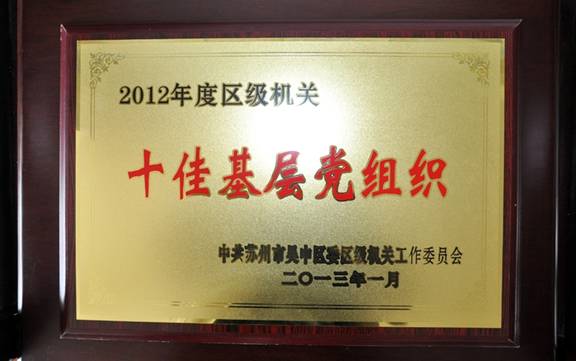 2012年度区级机关
十佳基层党组织
中共苏州市吴中区委区级机关工作委员会
二〇一三年一月